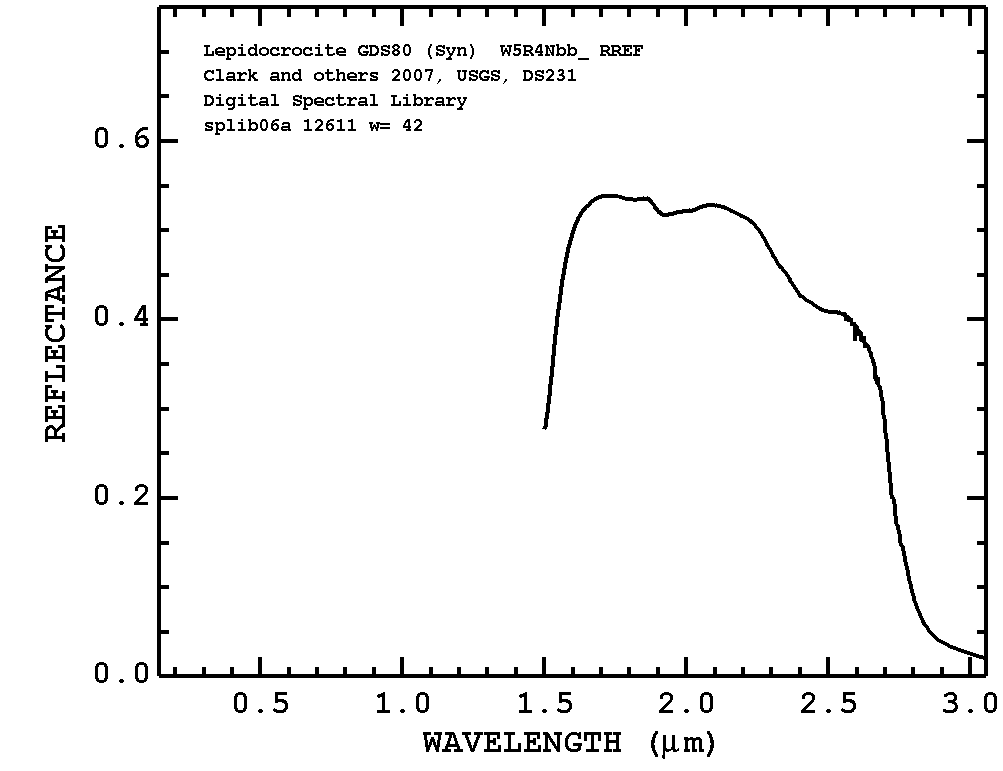 Lepidocrocite GDS80 (Syn)  W5R4Nbb_ RREF
Clark and others 2007, USGS, DS231
Digital Spectral Library
splib06a 12611 w= 42
0.6
0.4
0.2
0.0
REFLECTANCE
0.5 1.0 1.5 2.0 2.5 3.0
WAVELENGTH (μm)